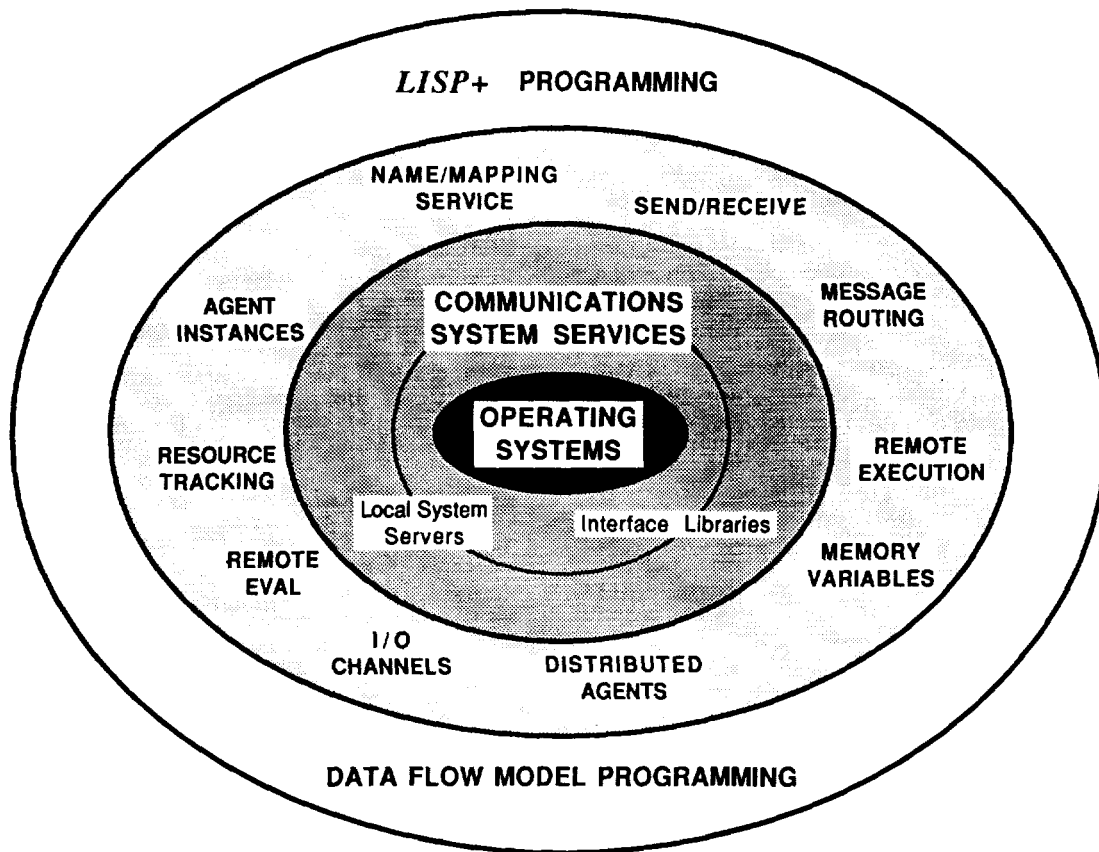 LISP+ PROGRAMMING
NAME/MAPPING
SERVICE
SEND/RECEIVE
AGENT
INSTANCES
COMMUNICATIONS
SYSTEM SERVICES
MESSAGE
ROUTING
OPERATING
SYSTEMS
RESOURCE
TRACKING
REMOTE
EXECUTION
Local System
Servers
Interface Libraries
REMOTE
EVAL
MEMORY
VARIABLES
I/O
CHANNELS
DISTRIBUTED
AGENTS
DATA FLOW MODEL PROGRAMMING